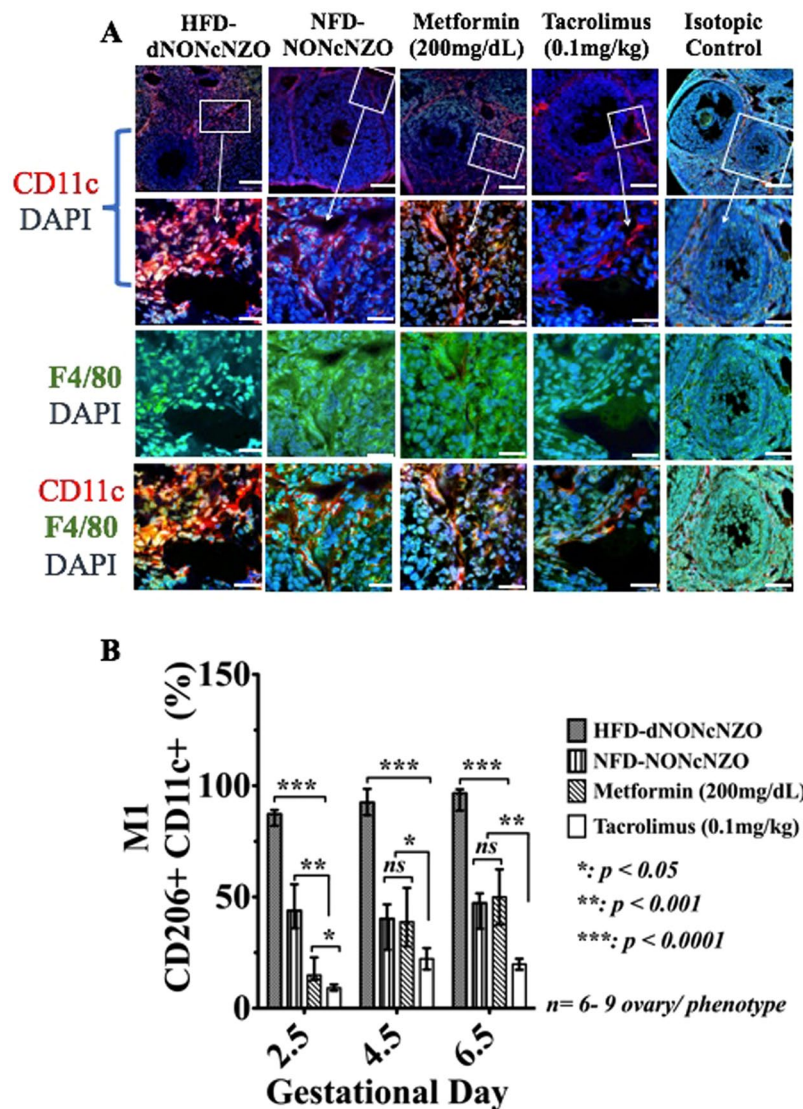 A
HFD-
dNONcNZO
NFD-
NONcNZO
Metformin
(200mg/dL)
Tacrolimus
(0.1mg/kg)
Isotopic
Control
CD11c
DAPI
F4/80
DAPI
CD11c
F4/80
DAPI
B
M1
CD206+ CD11c+ (%)
150
100
50
0
***
**
*
***
ns
*
***
ns
**
2.5
4.5
6.5
Gestational Day
HFD-dNONcNZO
NFD-NONcNZO
Metformin (200mg/dL)
Tacrolimus (0.1mg/kg)
*: p < 0.05
**: p < 0.001
***: p < 0.0001
n= 6- 9 ovary/ phenotype